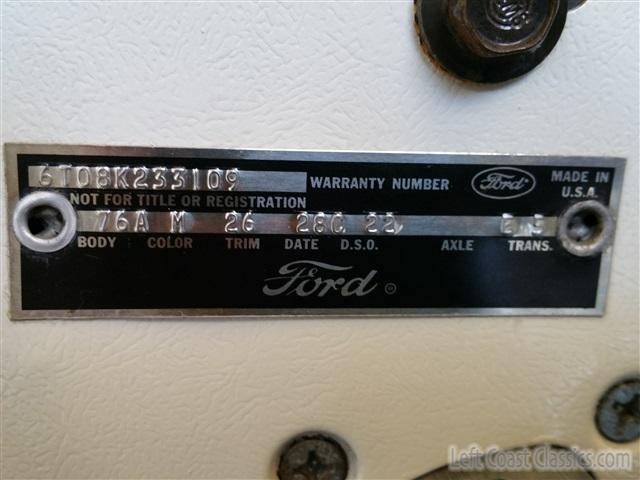 6T08K233109 WARRANTY NUMBER Ford MADE IN U.S.A.
NOT FOR TITLE OR REGISTRATION
76A M 26 28C 22 5
BODY COLOR TRIM DATE D.S.O. AXLE TRANS.
Ford
Left Coast Classics.com